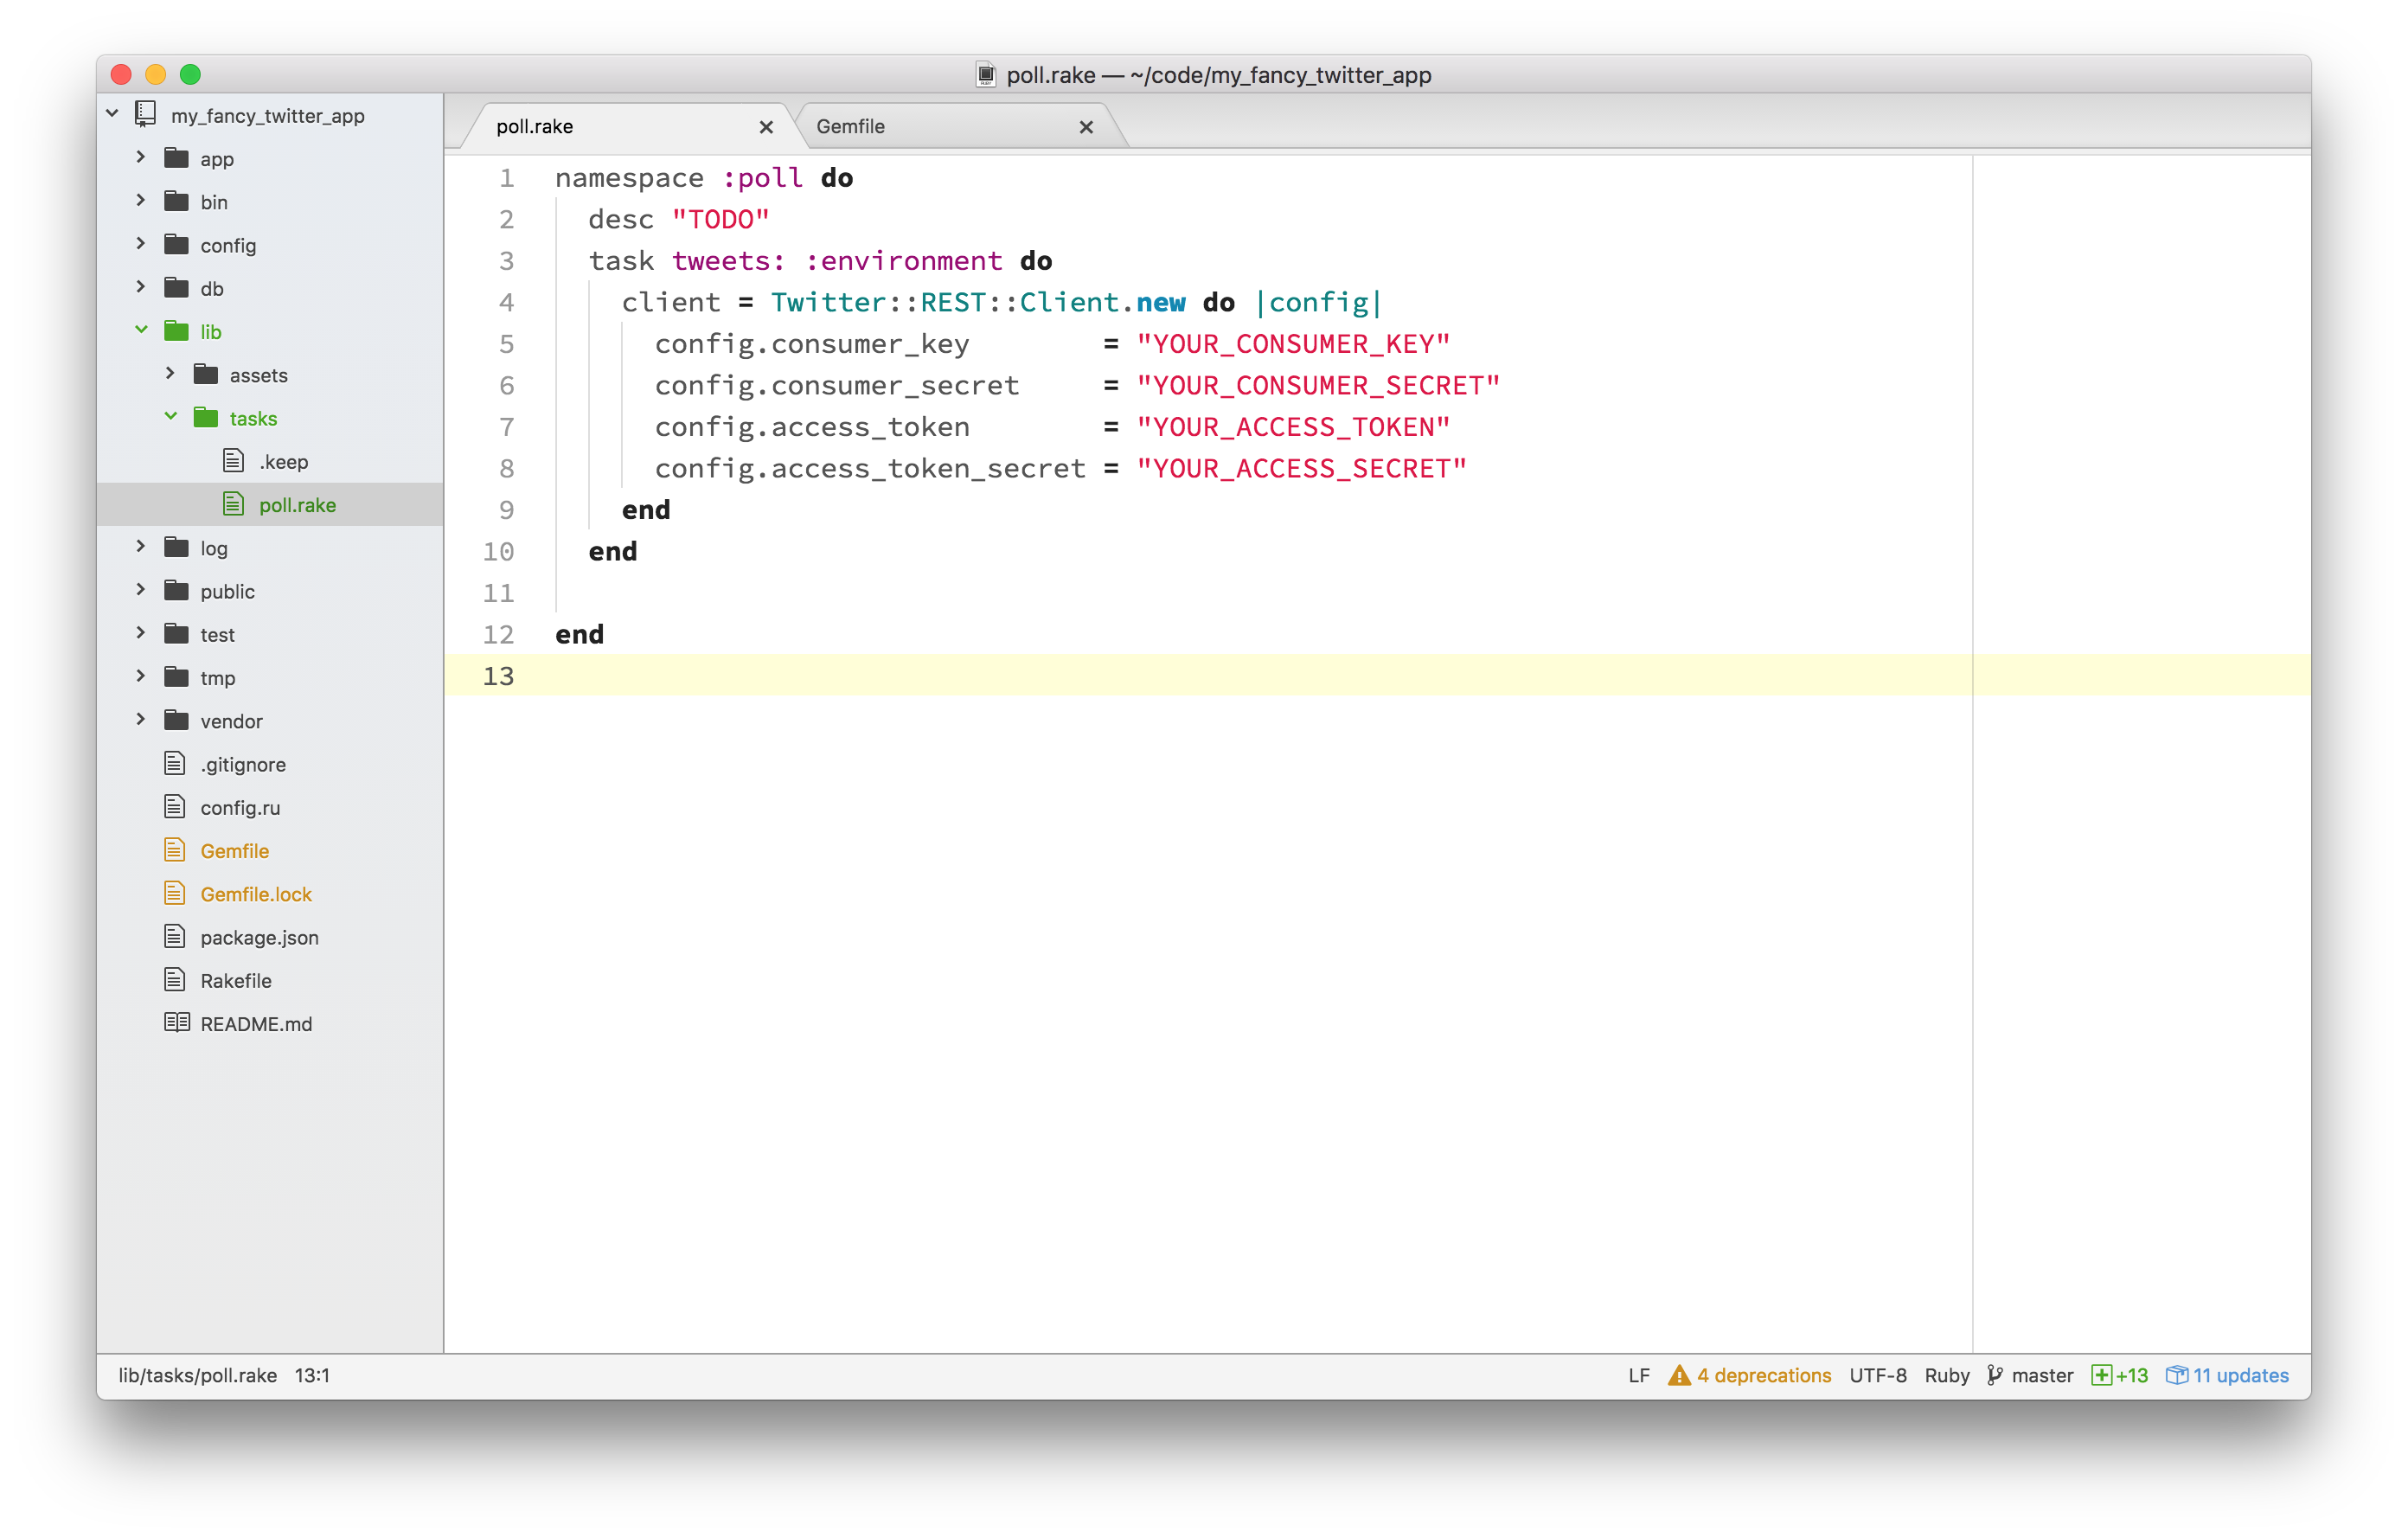 poll.rake — ~/code/my_fancy_twitter_app
my_fancy_twitter_app
app
bin
config
db
lib
assets
tasks
.keep
poll.rake
log
public
test
tmp
vendor
.gitignore
config.ru
Gemfile
Gemfile.lock
package.json
Rakefile
README.md
poll.rake
Gemfile
1 namespace :poll do
2   desc "TODO"
3   task tweets: :environment do
4     client = Twitter::REST::Client.new do |config|
5       config.consumer_key        = "YOUR_CONSUMER_KEY"
6       config.consumer_secret     = "YOUR_CONSUMER_SECRET"
7       config.access_token        = "YOUR_ACCESS_TOKEN"
8       config.access_token_secret = "YOUR_ACCESS_SECRET"
9     end
10   end
11
12 end
13
lib/tasks/poll.rake 13:1 LF 4 deprecations UTF-8 Ruby master +13 11 updates